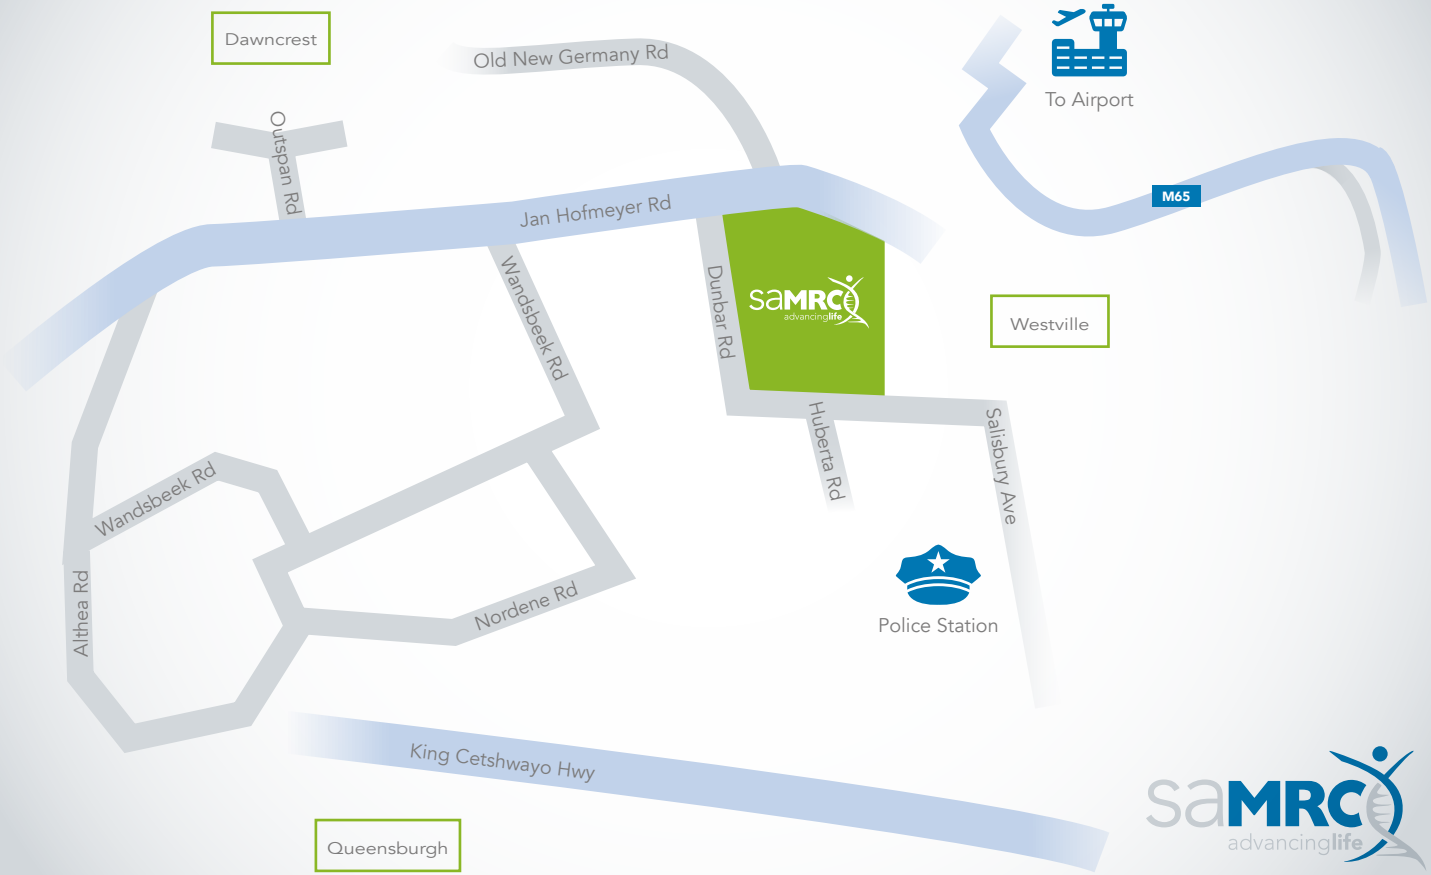 Dawncrest
Old New Germany Rd
To Airport
Outspan Rd
M65
Jan Hofmeyer Rd
Wandsbeek Rd
Dunbar Rd
saMRC
advancinglife
Westville
Huberta Rd
Salisbury Ave
Wandsbeek Rd
Althea Rd
Nordene Rd
Police Station
King Cetshwayo Hwy
saMRC
advancinglife
Queensburgh